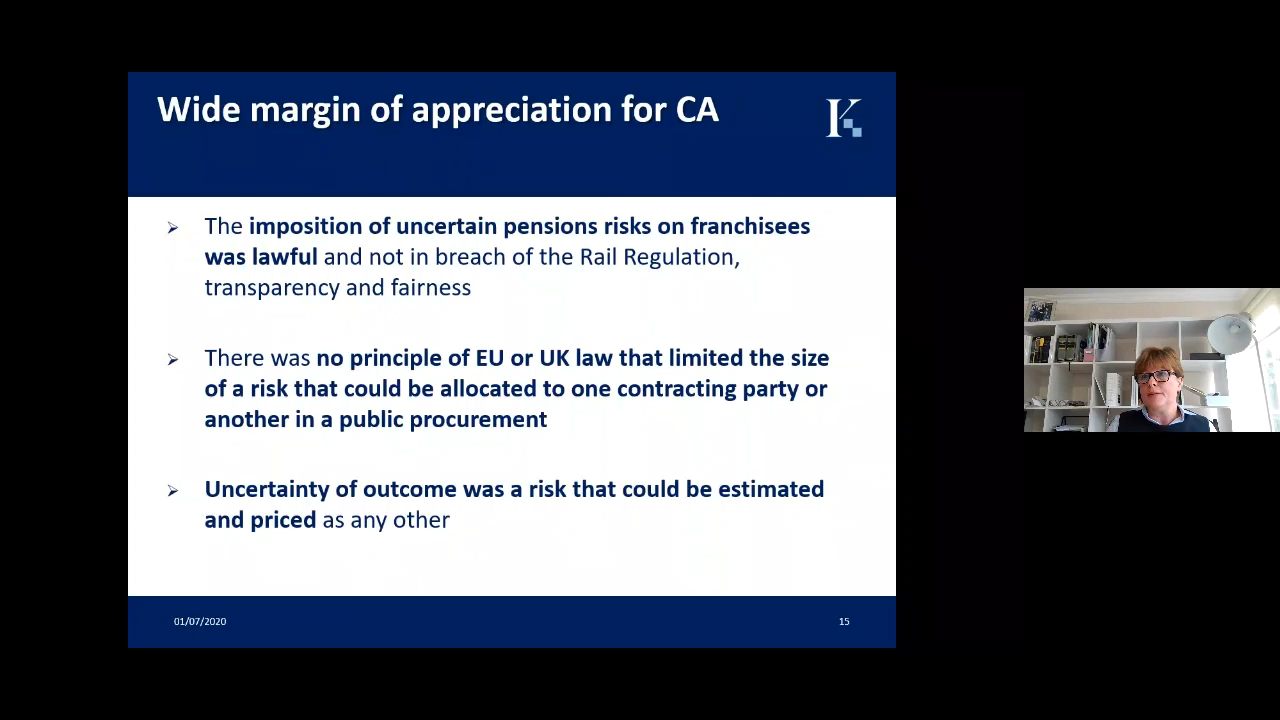 Wide margin of appreciation for CA
K
The imposition of uncertain pensions risks on franchisees
was lawful and not in breach of the Rail Regulation,
transparency and fairness
There was no principle of EU or UK law that limited the size
of a risk that could be allocated to one contracting party or
another in a public procurement
Uncertainty of outcome was a risk that could be estimated
and priced as any other
01/07/2020
15